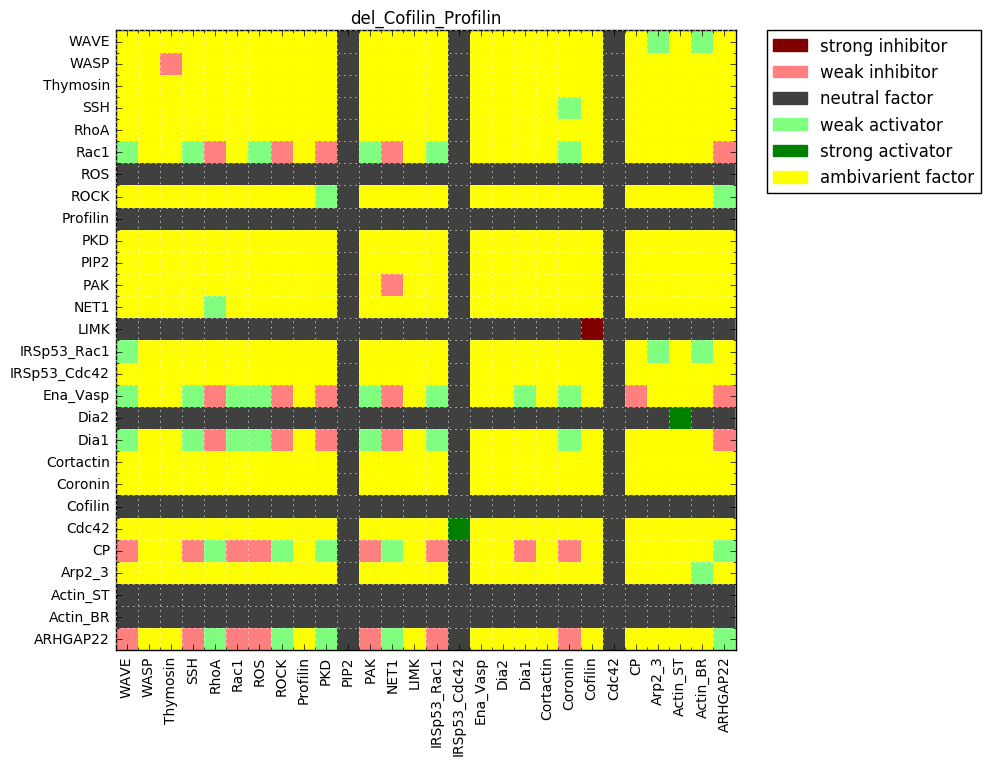 del_Cofilin_Profilin
WAVE
WASP
Thymosin
SSH
RhoA
Rac1
ROS
ROCK
Profilin
PKD
PIP2
PAK
NET1
LIMK
IRSp53_Rac1
IRSp53_Cdc42
Ena_Vasp
Dia2
Dia1
Cortactin
Coronin
Cofilin
Cdc42
CP
Arp2_3
Actin_ST
Actin_BR
ARHGAP22
WAVE
WASP
Thymosin
SSH
RhoA
Rac1
ROS
ROCK
Profilin
PKD
PIP2
PAK
NET1
LIMK
IRSp53_Rac1
IRSp53_Cdc42
Ena_Vasp
Dia2
Dia1
Cortactin
Coronin
Cofilin
Cdc42
CP
Arp2_3
Actin_ST
Actin_BR
ARHGAP22
strong inhibitor
weak inhibitor
neutral factor
weak activator
strong activator
ambivarient factor